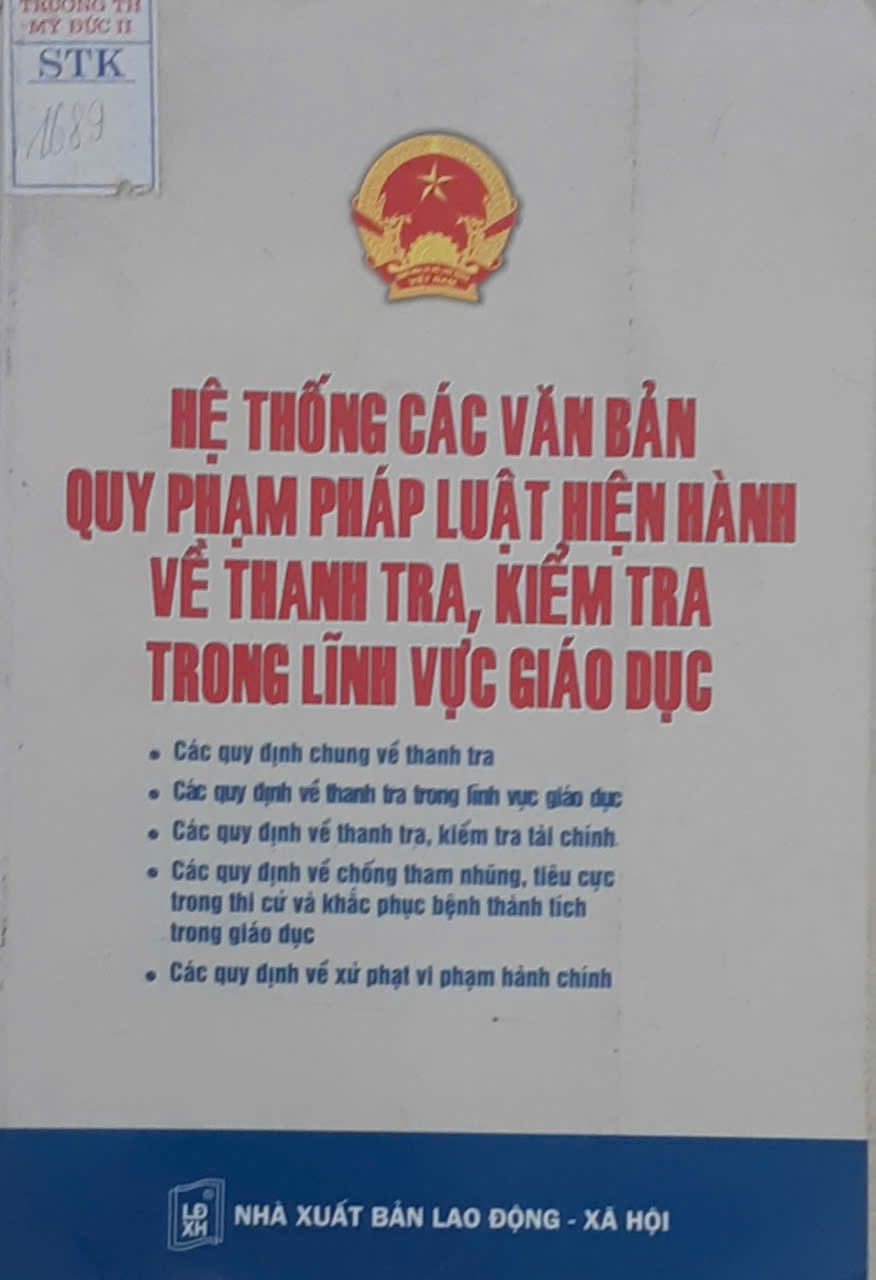 TRƯỜNG TH
MỸ ĐỨC II
STK
1689
VIỆT NAM
HỆ THỐNG CÁC VĂN BẢN
QUY PHẠM PHÁP LUẬT HIỆN HÀNH
VỀ THANH TRA, KIỂM TRA
TRONG LĨNH VỰC GIÁO DỤC
• Các quy định chung về thanh tra
• Các quy định về thanh tra trong lĩnh vực giáo dục
• Các quy định về thanh tra, kiểm tra tài chính
• Các quy định về chống tham nhũng, tiêu cực
trong thi cử và khắc phục bệnh thành tích
trong giáo dục
• Các quy định về xử phạt vi phạm hành chính
LĐ
XH
NHÀ XUẤT BẢN LAO ĐỘNG - XÃ HỘI